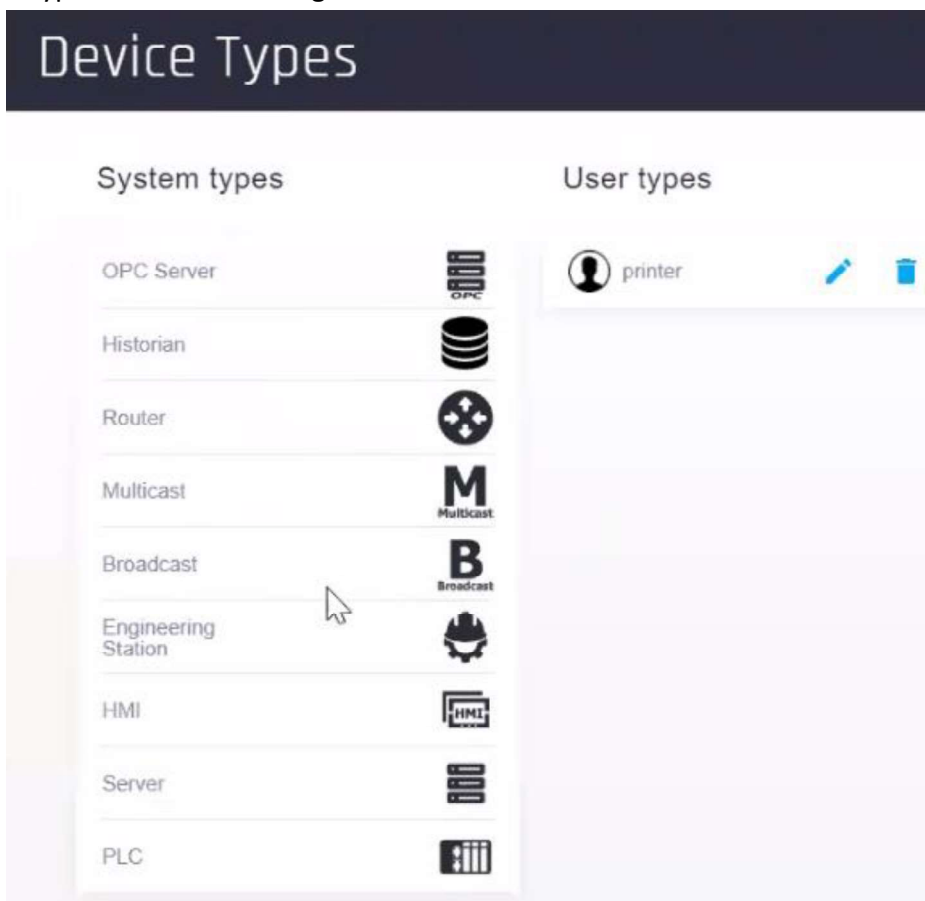 Device Types
System types
User types
OPC Server
OPC
printer
Historian
Router
Multicast
M
Multicast
Broadcast
B
Broadcast
Engineering
Station
HMI
HMI
Server
PLC